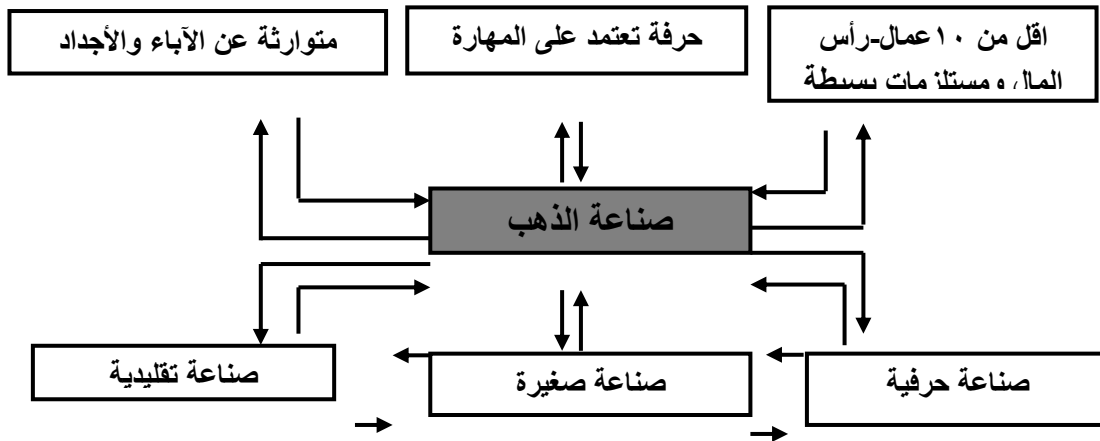 اقل من ١٠ عمال-رأس
المال ومستلزمات بسيطة
حرفة تعتمد على المهارة
متوارثة عن الآباء والأجداد
صناعة الذهب
صناعة حرفية
صناعة صغيرة
صناعة تقليدية